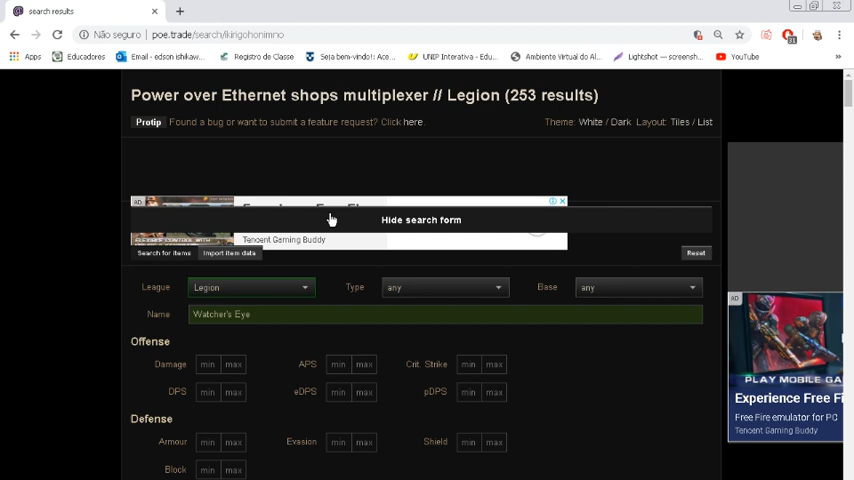 search results
Não seguro | poe.trade/search/ikirigohonimno
Apps Educadores Email - edson ishikaw... Registro de Classe Seja bem-vindo!: Ace... UNIP Interativa - Edu... Ambiente Virtual do Al... Lightshot — screensh... YouTube
Power over Ethernet shops multiplexer // Legion (253 results)
Protip Found a bug or want to submit a feature request? Click here. Theme: White / Dark Layout: Tiles / List
AD
Hide search form
Tencent Gaming Buddy
Search for items Import item data Reset
League Legion Type any Base any
Name Watcher's Eye
Offense
Damage min max APS min max Crit. Strike min max
DPS min max eDPS min max pDPS min max
Defense
Armour min max Evasion min max Shield min max
Block min max
AD
PLAY MOBILE GA
Experience Free Fi
Free Fire emulator for PC
Tencent Gaming Buddy